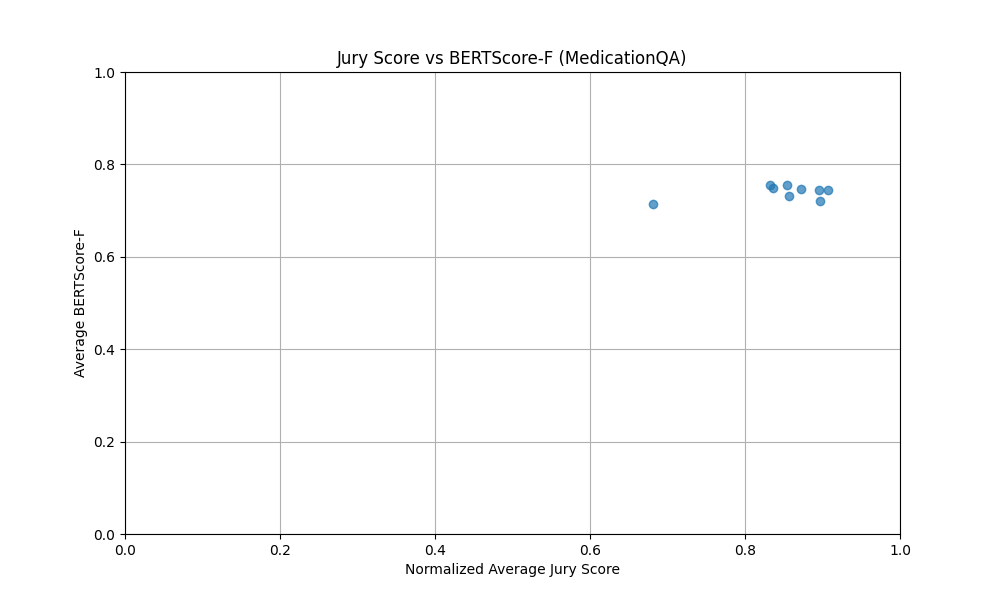 Jury Score vs BERTScore-F (MedicationQA)
Average BERTScore-F
1.0
0.8
0.6
0.4
0.2
0.0
0.0 0.2 0.4 0.6 0.8 1.0
Normalized Average Jury Score